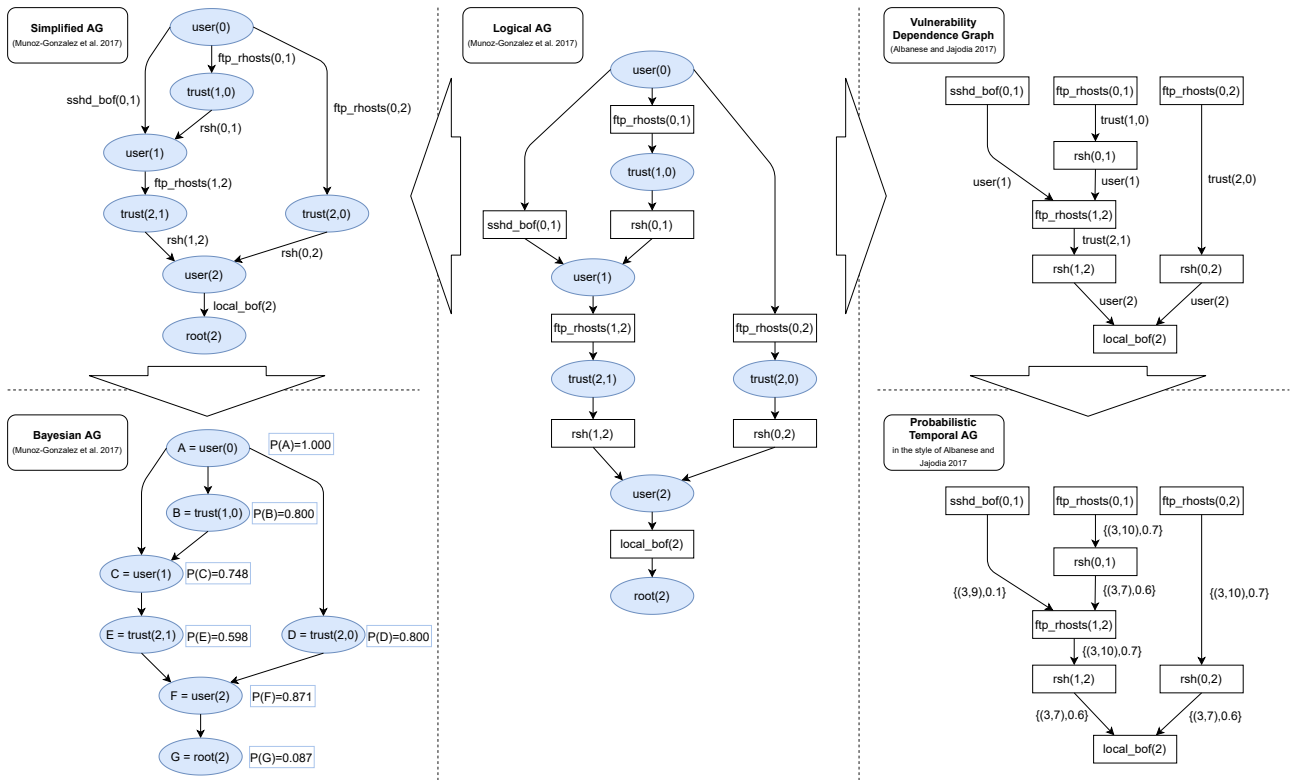 Simplified AG
(Munoz-Gonzalez et al. 2017)
user(0)
ftp_rhosts(0,1)
trust(1,0)
sshd_bof(0,1)
ftp_rhosts(0,2)
rsh(0,1)
user(1)
ftp_rhosts(1,2)
trust(2,1)
trust(2,0)
rsh(1,2)
rsh(0,2)
user(2)
local_bof(2)
root(2)
Bayesian AG
(Munoz-Gonzalez et al. 2017)
A = user(0)
P(A)=1.000
B = trust(1,0)
P(B)=0.800
C = user(1)
P(C)=0.748
E = trust(2,1)
P(E)=0.598
D = trust(2,0)
P(D)=0.800
F = user(2)
P(F)=0.871
G = root(2)
P(G)=0.087
Logical AG
(Munoz-Gonzalez et al. 2017)
user(0)
ftp_rhosts(0,1)
trust(1,0)
sshd_bof(0,1)
rsh(0,1)
user(1)
ftp_rhosts(1,2)
ftp_rhosts(0,2)
trust(2,1)
trust(2,0)
rsh(1,2)
rsh(0,2)
user(2)
local_bof(2)
root(2)
Vulnerability
Dependence Graph
(Albanese and Jajodia 2017)
sshd_bof(0,1)
ftp_rhosts(0,1)
ftp_rhosts(0,2)
trust(1,0)
rsh(0,1)
user(1)
user(1)
trust(2,0)
ftp_rhosts(1,2)
trust(2,1)
rsh(1,2)
rsh(0,2)
user(2)
user(2)
local_bof(2)
Probabilistic
Temporal AG
in the style of Albanese and
Jajodia 2017
sshd_bof(0,1)
ftp_rhosts(0,1)
ftp_rhosts(0,2)
{(3,10),0.7}
rsh(0,1)
{(3,9),0.1}
{(3,7),0.6}
{(3,10),0.7}
ftp_rhosts(1,2)
{(3,10),0.7}
rsh(1,2)
rsh(0,2)
{(3,7),0.6}
{(3,7),0.6}
local_bof(2)